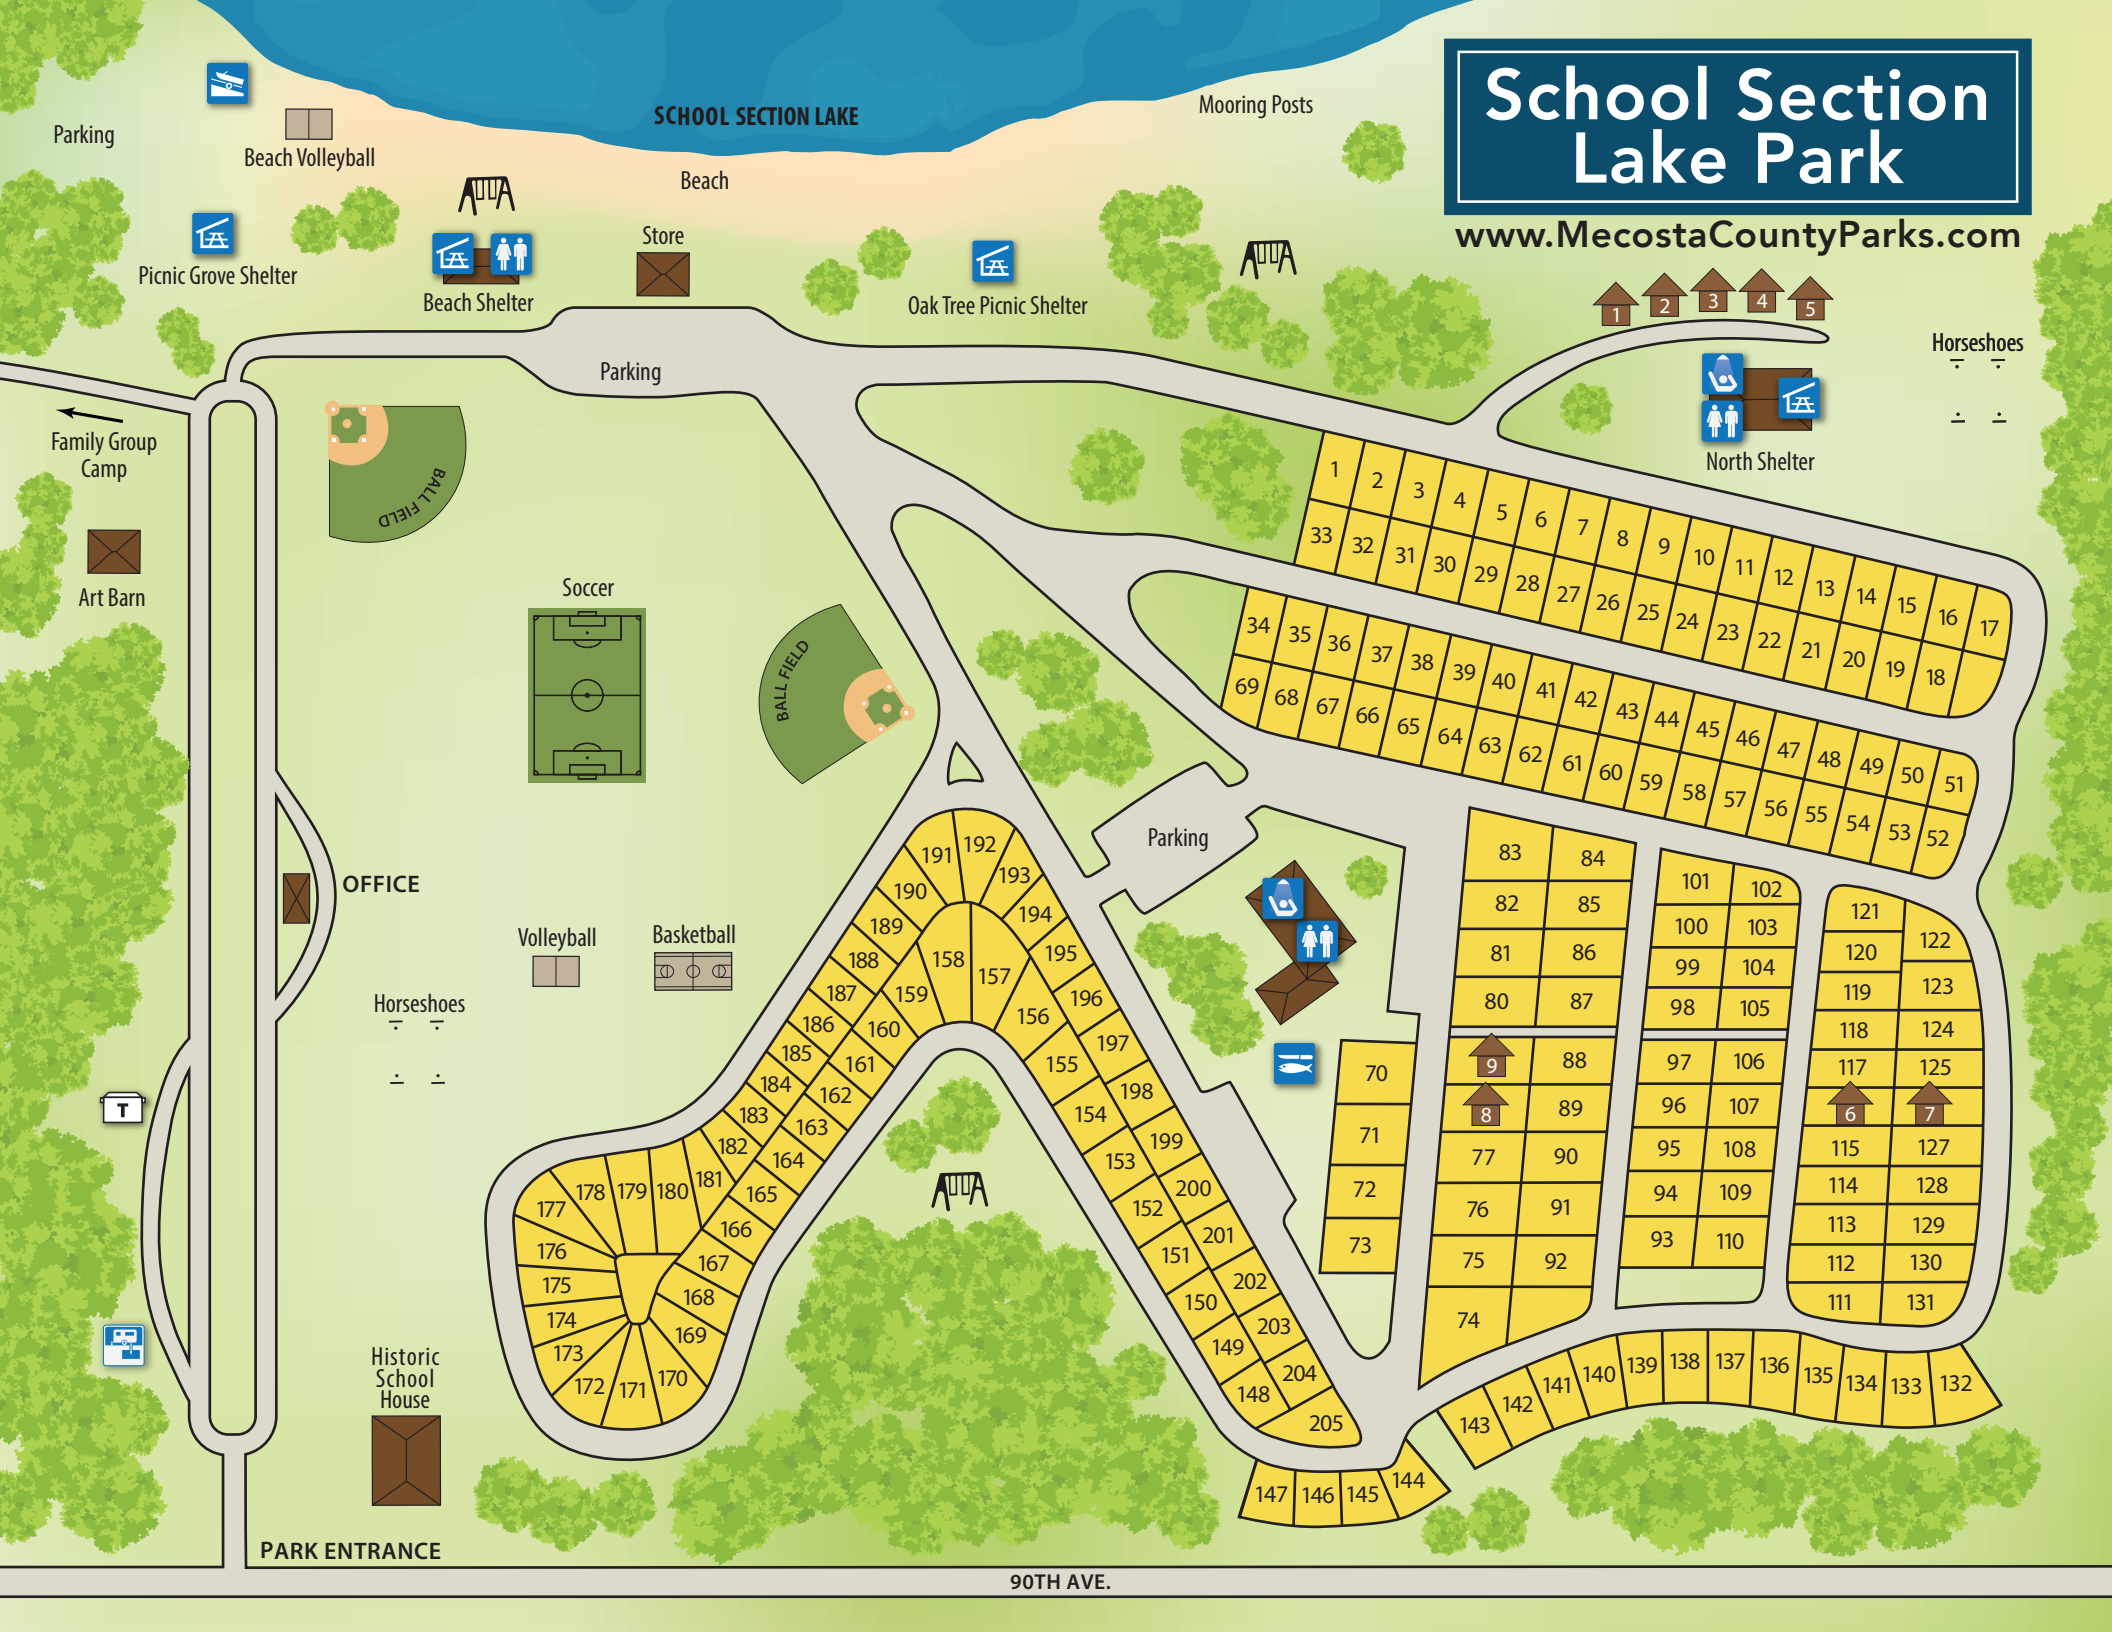 School Section
Lake Park
www.MecostaCountyParks.com
SCHOOL SECTION LAKE
Mooring Posts
Parking
Beach Volleyball
Beach
Picnic Grove Shelter
Beach Shelter
Store
Oak Tree Picnic Shelter
1 2 3 4 5
Horseshoes
North Shelter
Parking
Family Group
Camp
BALL FIELD
Art Barn
Soccer
BALL FIELD
1 2 3 4 5 6 7 8 9 10 11 12 13 14 15 16 17
33 32 31 30 29 28 27 26 25 24 23 22 21 20 19 18
34 35 36 37 38 39 40 41 42 43 44 45 46 47 48 49 50 51
69 68 67 66 65 64 63 62 61 60 59 58 57 56 55 54 53 52
Parking
OFFICE
Volleyball
Basketball
Horseshoes
T
Historic
School
House
83 84
82 85
81 86
80 87
9 88
8 89
77 90
76 91
75 92
74
101 102
100 103
99 104
98 105
97 106
96 107
95 108
94 109
93 110
121 122
120
119 123
118 124
117 125
6 7
115 127
114 128
113 129
112 130
111 131
70
71
72
73
191 192 193
190 194
189 158 157 195
188 159 156 196
187 160 155 197
186 161 154 198
185 162 153 199
184 163 152 200
183 164 151 201
182 165 150 202
181 166 149 203
180 167 148 204
179 168 205
178 169
177 170
176 171
175 172
174 173
143 142 141 140 139 138 137 136 135 134 133 132
147 146 145 144
PARK ENTRANCE
90TH AVE.